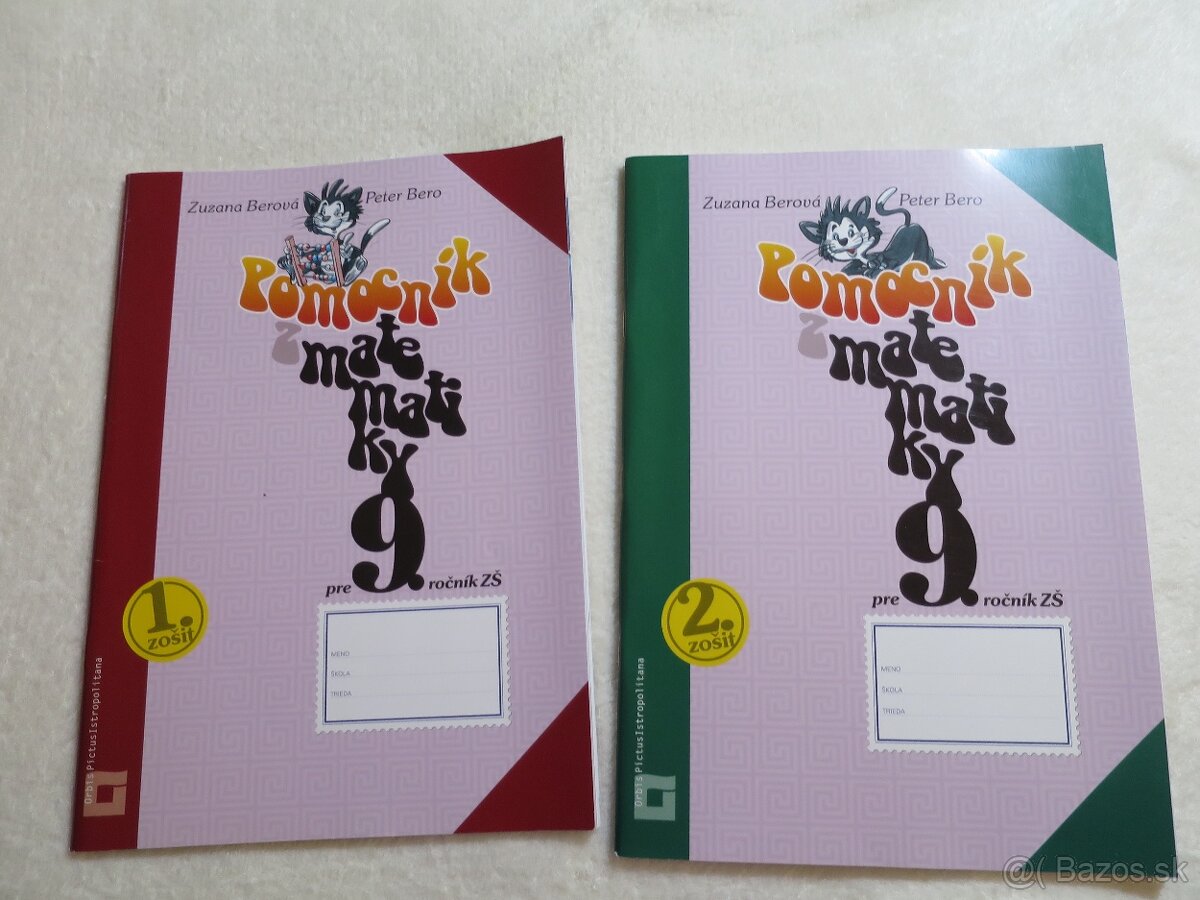 Zuzana Berová Peter Bero
Pomocník
z mate
mati
ky
9.
pre ročník ZŠ
1.
zošit
MENO
ŠKOLA
TRIEDA
Orbis Pictus Istropolitana
Zuzana Berová Peter Bero
Pomocník
z mate
mati
ky
9.
pre ročník ZŠ
2.
zošit
MENO
ŠKOLA
TRIEDA
Orbis Pictus Istropolitana
@( Bazos.sk